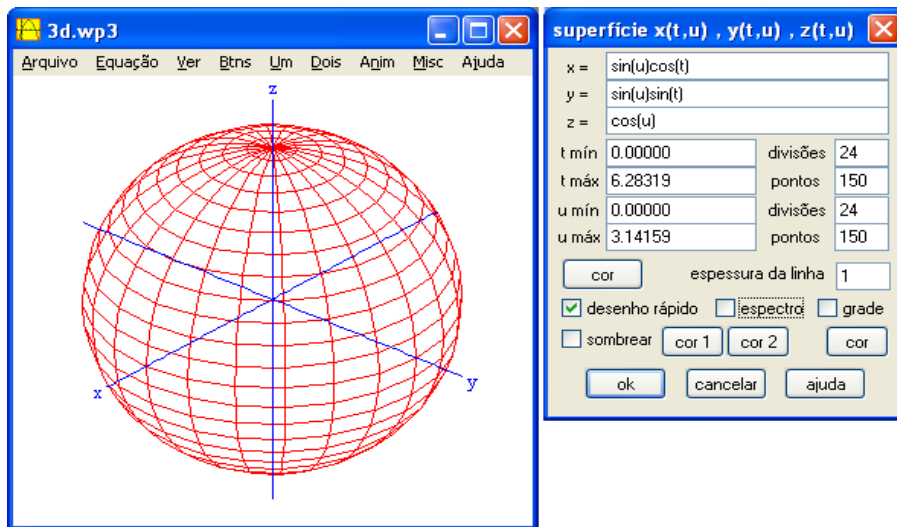 3d.wp3
Arquivo Equação Ver Btns Um Dois Anim Misc Ajuda
z
x
y
superfície x(t,u) , y(t,u) , z(t,u)
x = sin(u)cos(t)
y = sin(u)sin(t)
z = cos(u)
t mín 0.00000 divisões 24
t máx 6.28319 pontos 150
u mín 0.00000 divisões 24
u máx 3.14159 pontos 150
cor espessura da linha 1
desenho rápido espectro grade
sombrear cor 1 cor 2 cor
ok cancelar ajuda